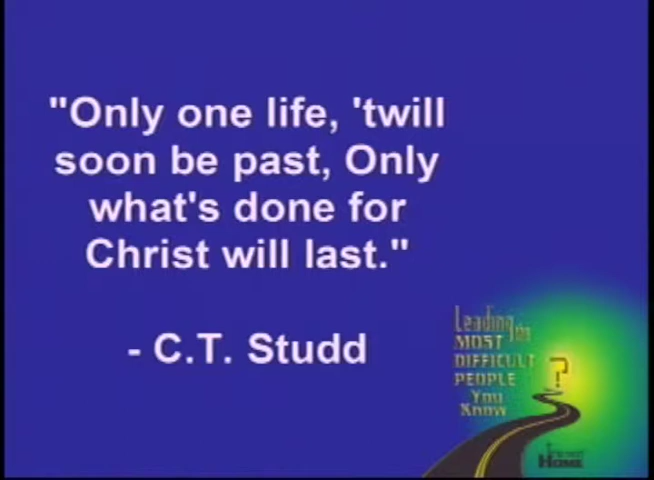 "Only one life, 'twill
soon be past, Only
what's done for
Christ will last."
- C.T. Studd
Leading the
MOST
DIFFICULT
PEOPLE
You
Know
?
HOME